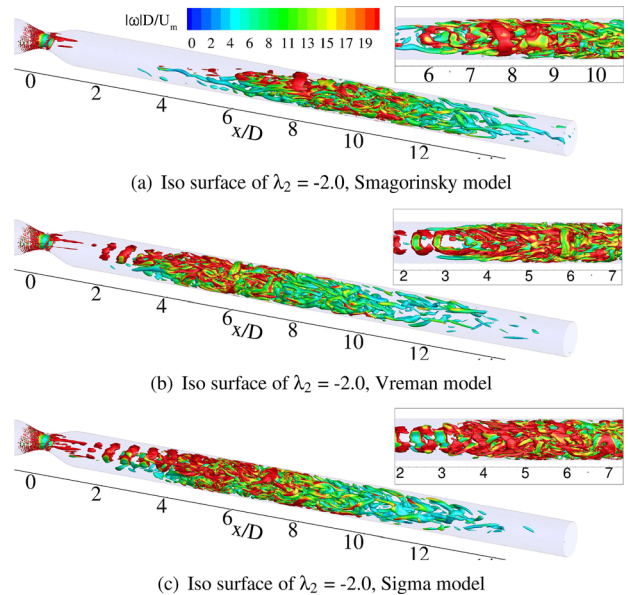 |ω|D/U_m
0 2 4 6 8 11 13 15 17 19
6 7 8 9 10
0 2 4 6 8 10 12
x/D
(a) Iso surface of λ₂ = -2.0, Smagorinsky model
2 3 4 5 6 7
0 2 4 6 8 10 12
x/D
(b) Iso surface of λ₂ = -2.0, Vreman model
2 3 4 5 6 7
0 2 4 6 8 10 12
x/D
(c) Iso surface of λ₂ = -2.0, Sigma model